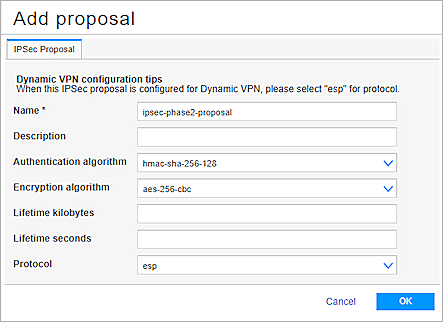 Add proposal
IPSec Proposal
Dynamic VPN configuration tips
When this IPSec proposal is configured for Dynamic VPN, please select "esp" for protocol.
Name * ipsec-phase2-proposal
Description
Authentication algorithm hmac-sha-256-128
Encryption algorithm aes-256-cbc
Lifetime kilobytes
Lifetime seconds
Protocol esp
Cancel OK